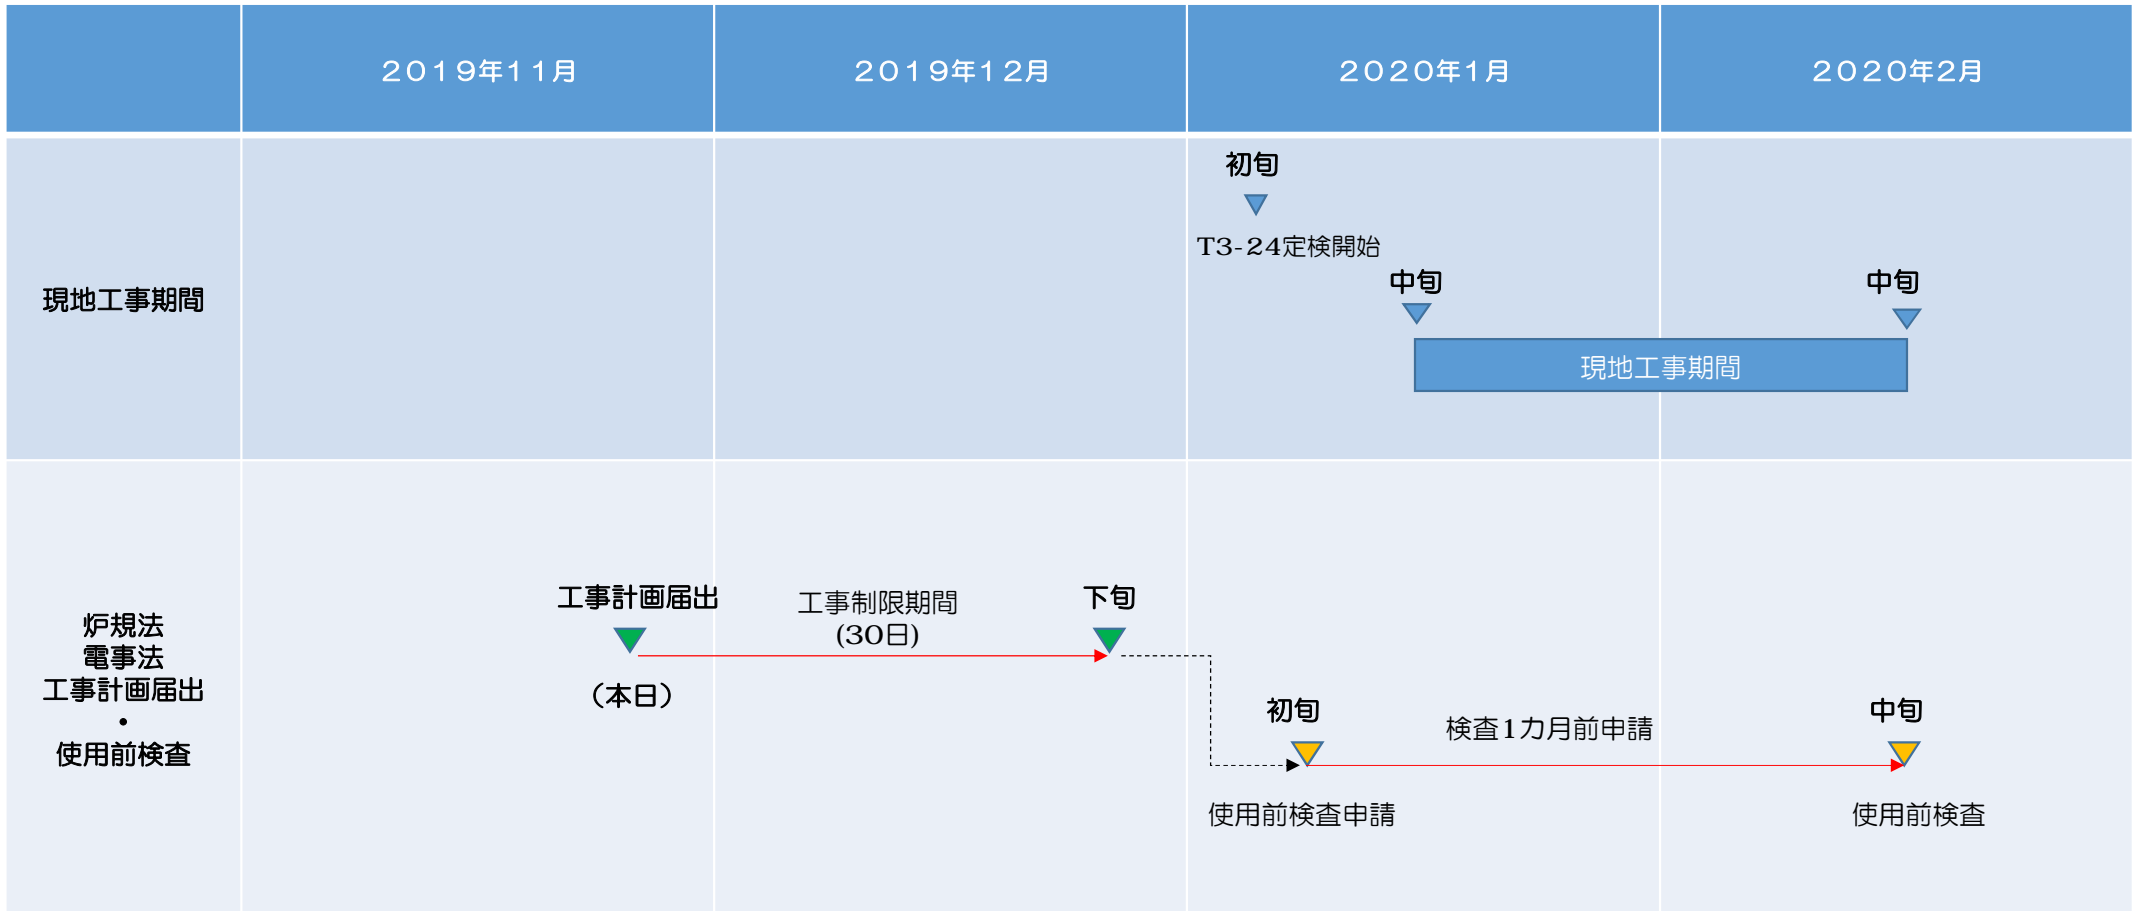 ２０１９年１１月
２０１９年１２月
２０２０年１月
２０２０年２月
現地工事期間
初旬
T3-24定検開始
中旬
中旬
現地工事期間
炉規法
電事法
工事計画届出
・
使用前検査
工事計画届出
（本日）
工事制限期間
(30日)
下旬
初旬
使用前検査申請
検査1カ月前申請
中旬
使用前検査